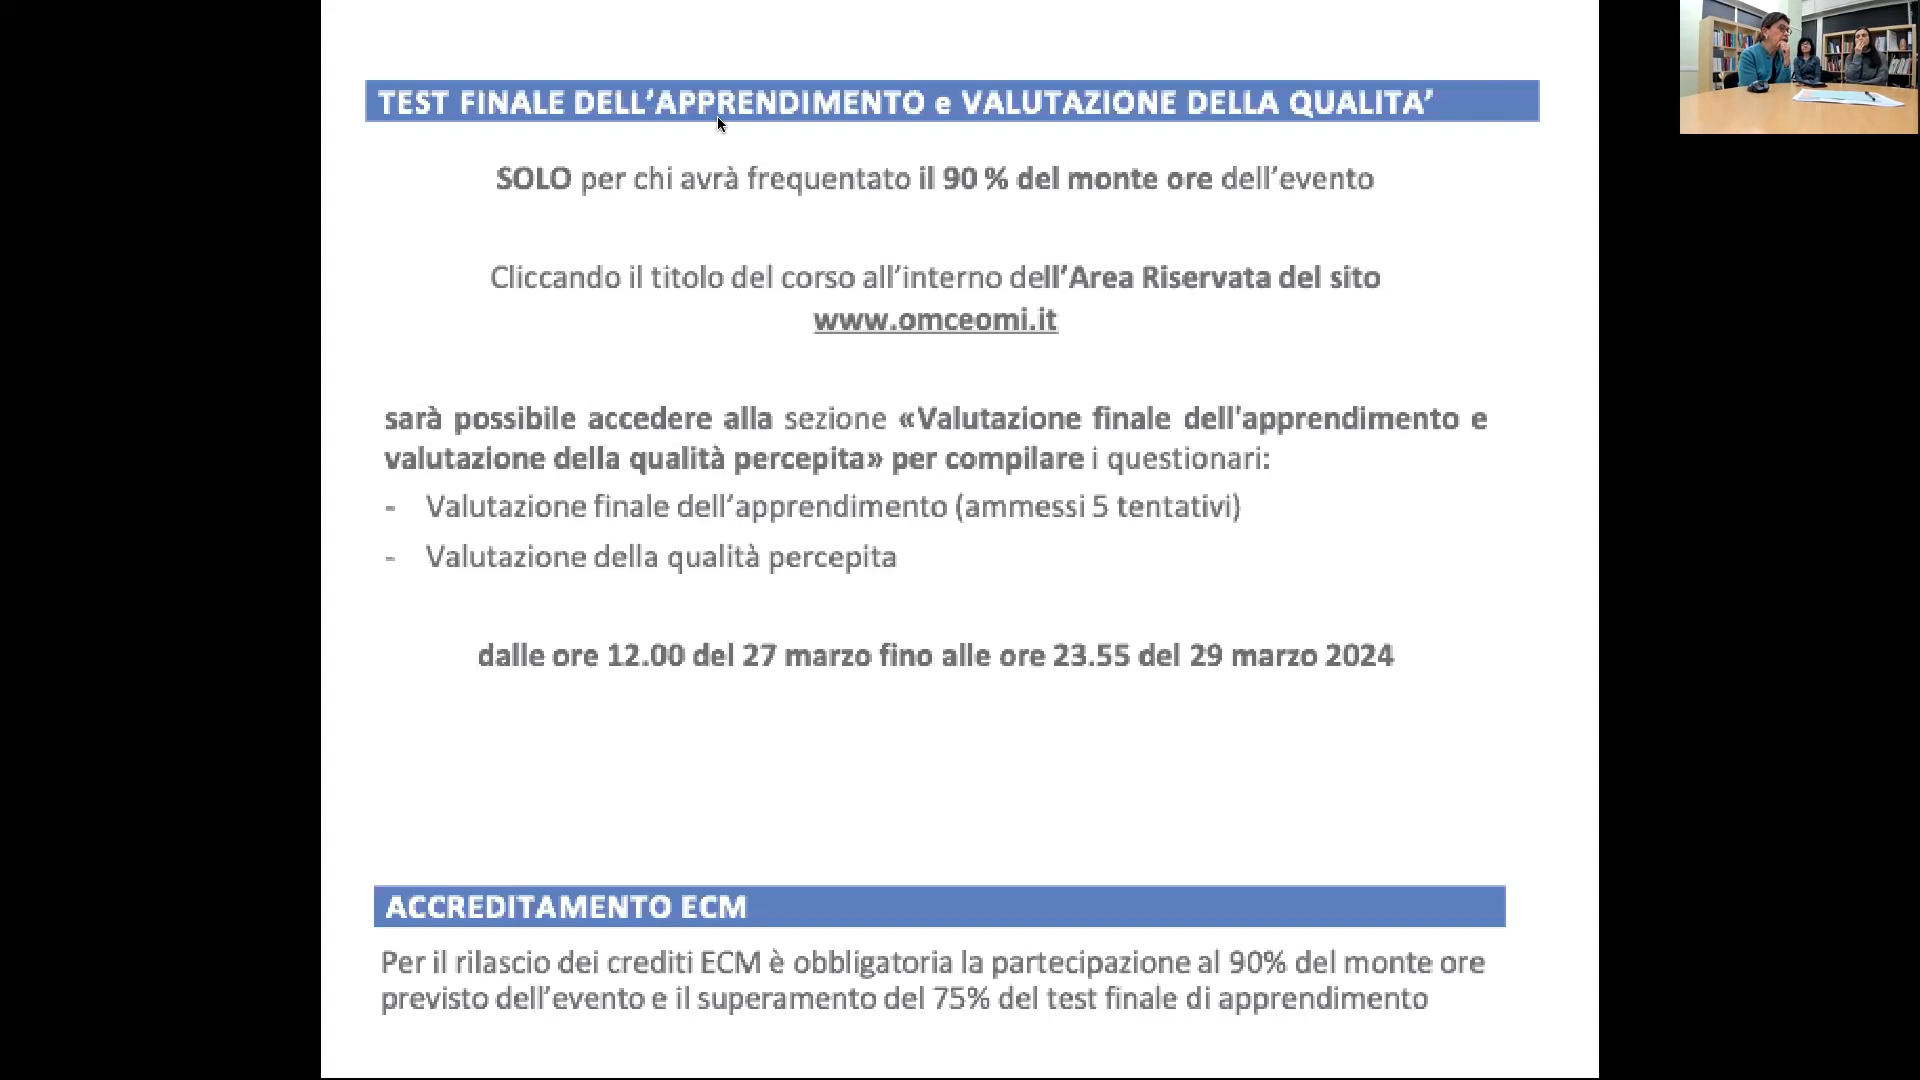 TEST FINALE DELL’APPRENDIMENTO e VALUTAZIONE DELLA QUALITA’
SOLO per chi avrà frequentato il 90 % del monte ore dell’evento
Cliccando il titolo del corso all’interno dell’Area Riservata del sito
www.omceomi.it
sarà possibile accedere alla sezione «Valutazione finale dell'apprendimento e
valutazione della qualità percepita» per compilare i questionari:
- Valutazione finale dell’apprendimento (ammessi 5 tentativi)
- Valutazione della qualità percepita
dalle ore 12.00 del 27 marzo fino alle ore 23.55 del 29 marzo 2024
ACCREDITAMENTO ECM
Per il rilascio dei crediti ECM è obbligatoria la partecipazione al 90% del monte ore
previsto dell’evento e il superamento del 75% del test finale di apprendimento